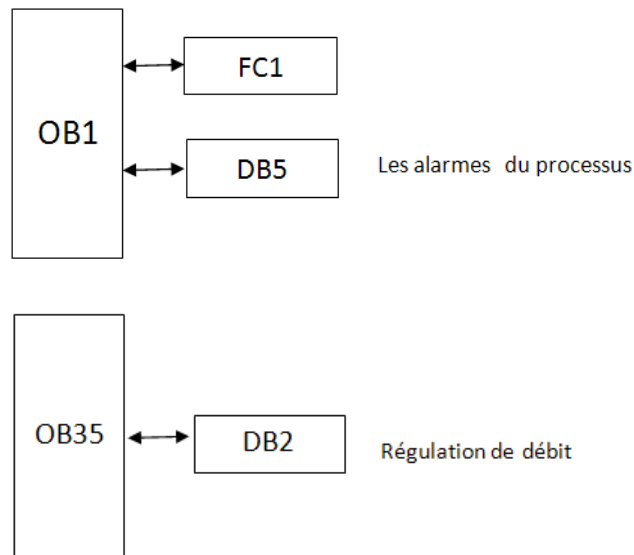 FC1
OB1
DB5
Les alarmes du processus
OB35
DB2
Régulation de débit